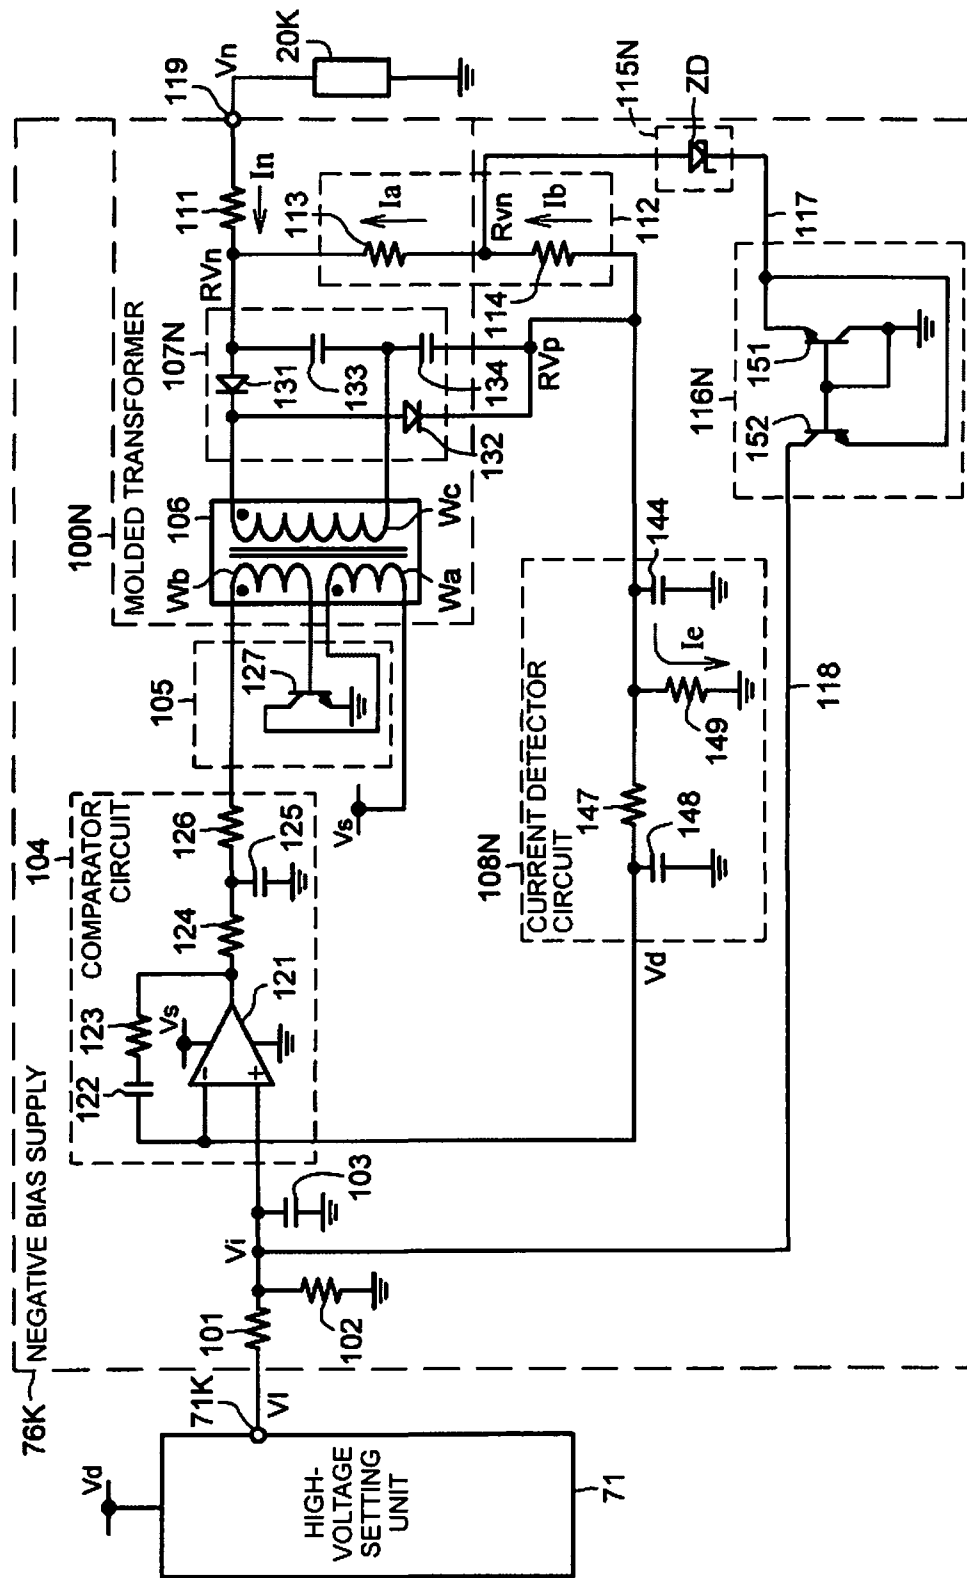 76K
NEGATIVE BIAS SUPPLY
100N
MOLDED TRANSFORMER
104
COMPARATOR
CIRCUIT
105
106
107N
119
Vn
20K
Vd
HIGH-
VOLTAGE
SETTING
UNIT
71
71K
VI
101
102
Vi
103
122
123
Vs
121
-
+
124
125
126
127
Vs
Wb
Wa
Wc
131
132
133
134
RVn
RVp
111
In
113
Ia
Rvn
Ib
114
112
115N
ZD
117
108N
CURRENT DETECTOR
CIRCUIT
Vd
147
148
149
Ie
144
118
116N
152
151